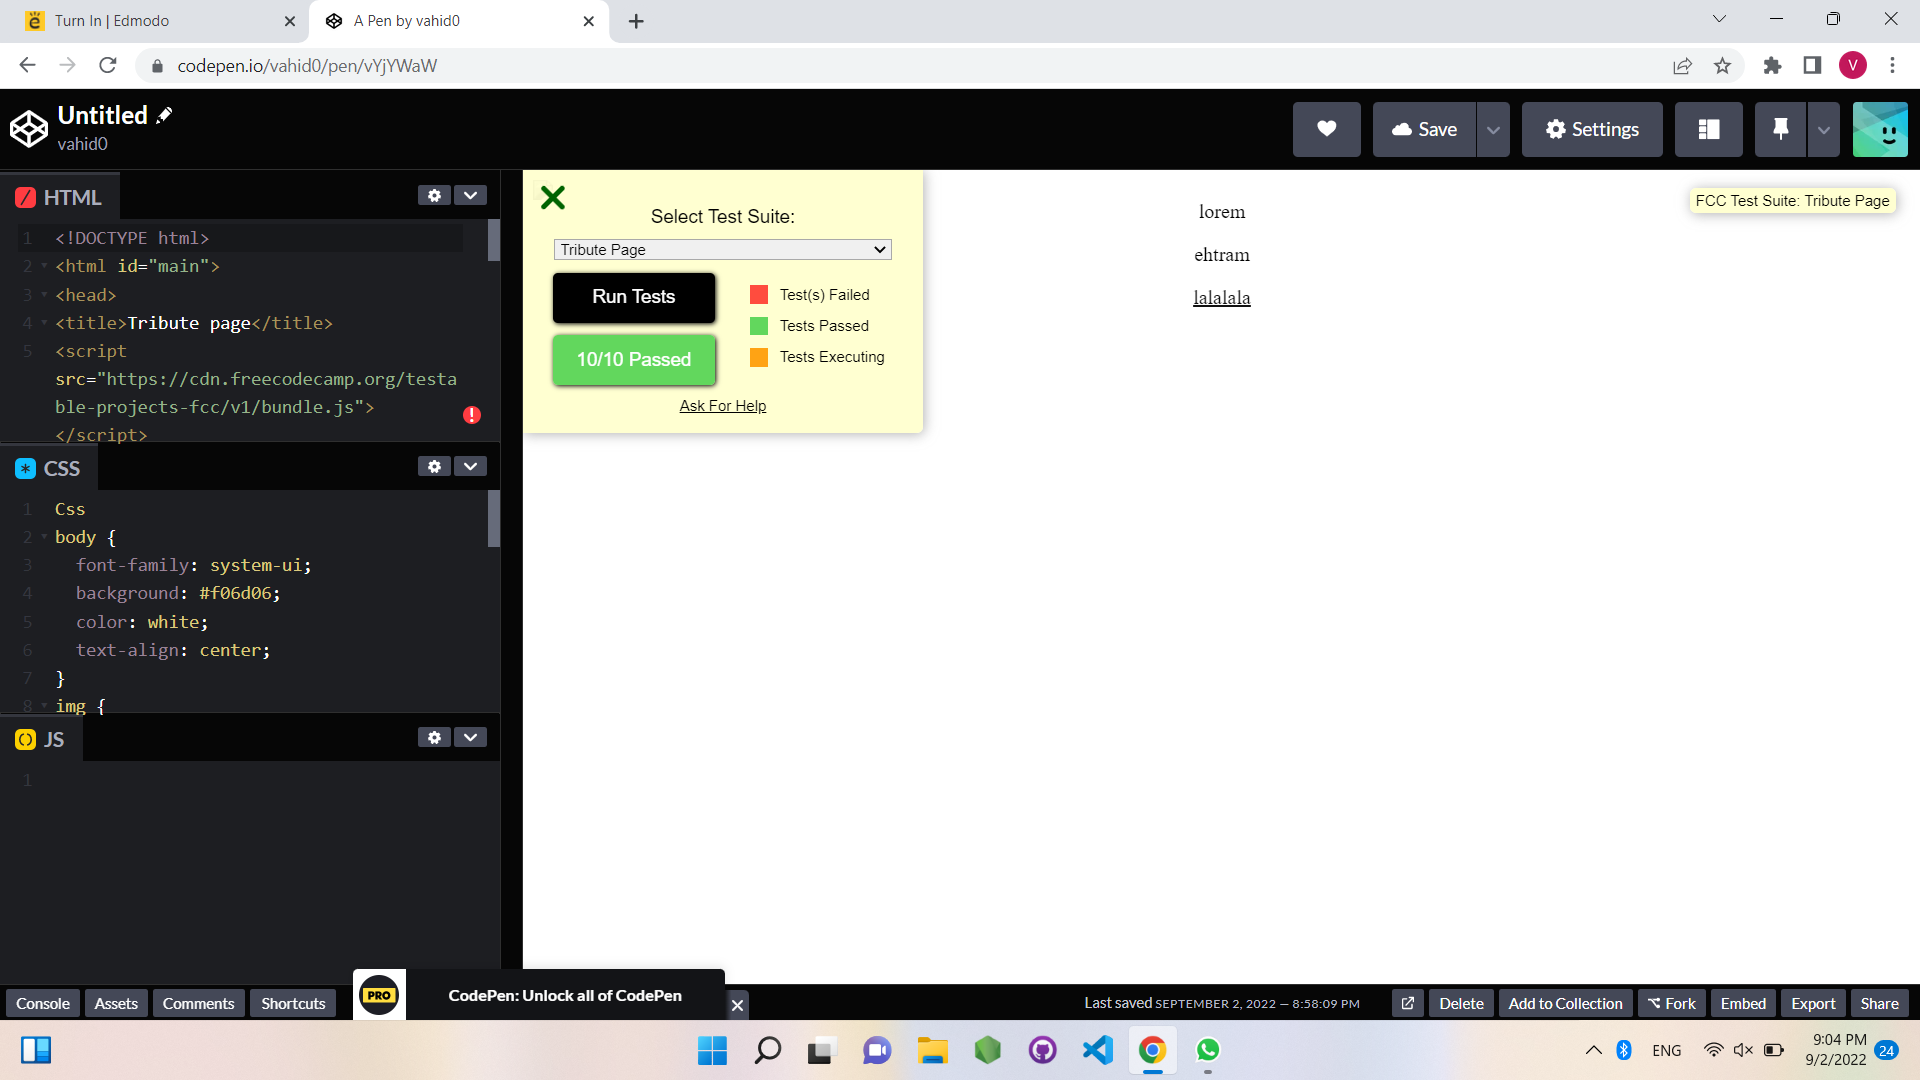 Turn In | Edmodo
A Pen by vahid0
codepen.io/vahid0/pen/vYjYWaW
V
Untitled
vahid0
Save
Settings
HTML
1 <!DOCTYPE html>
2 <html id="main">
3 <head>
4 <title>Tribute page</title>
5 <script
src="https://cdn.freecodecamp.org/testa
ble-projects-fcc/v1/bundle.js">
</script>
CSS
1 Css
2 body {
3 font-family: system-ui;
4 background: #f06d06;
5 color: white;
6 text-align: center;
7 }
8 img {
JS
1
Select Test Suite:
Tribute Page
Run Tests
10/10 Passed
Test(s) Failed
Tests Passed
Tests Executing
Ask For Help
lorem
ehtram
lalalala
FCC Test Suite: Tribute Page
Console
Assets
Comments
Shortcuts
PRO
CodePen: Unlock all of CodePen
Last saved SEPTEMBER 2, 2022 — 8:58:09 PM
Delete
Add to Collection
Fork
Embed
Export
Share
ENG
9:04 PM
9/2/2022
24